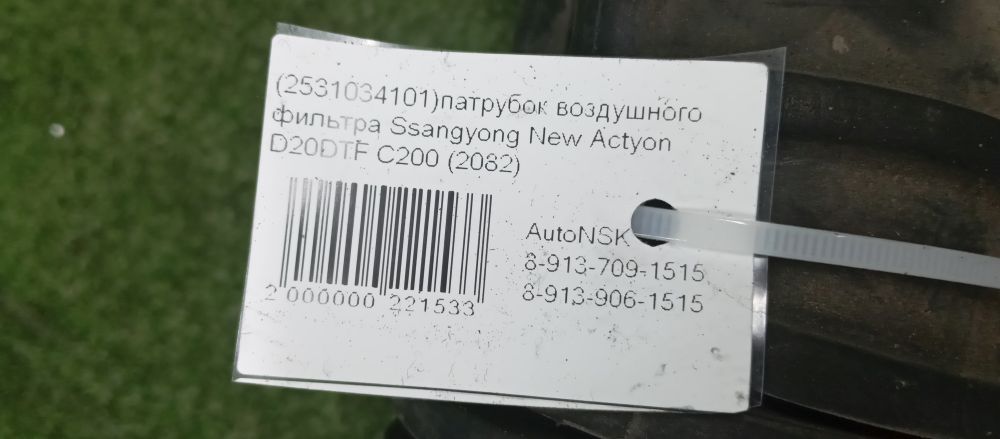 (2531034101)патрубок воздушного
фильтра Ssangyong New Actyon
D20DTF C200 (2082)
2 000000 221533
AutoNSK
8-913-709-1515
8-913-906-1515